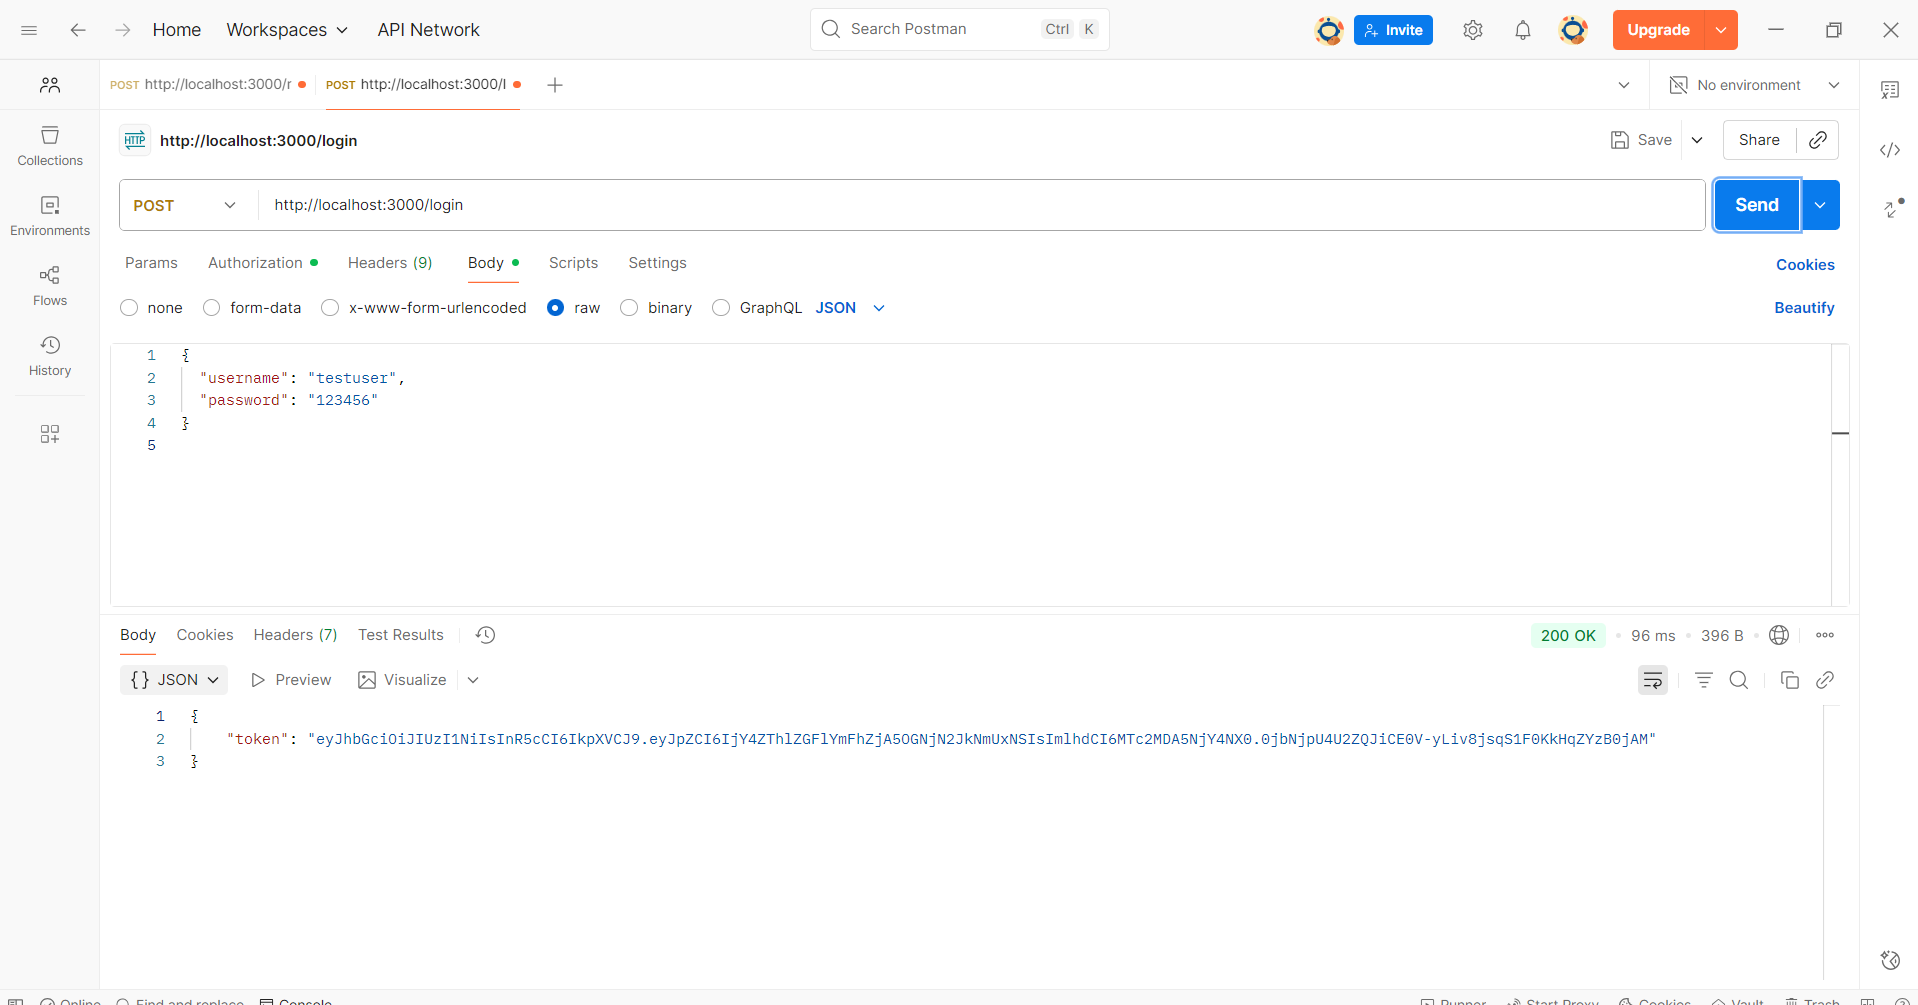 Home Workspaces API Network Search Postman Ctrl K Invite Upgrade
POST http://localhost:3000/r POST http://localhost:3000/l No environment
HTTP http://localhost:3000/login Save Share
Collections
POST http://localhost:3000/login Send
Environments
Params Authorization Headers (9) Body Scripts Settings Cookies
Flows
none form-data x-www-form-urlencoded raw binary GraphQL JSON Beautify
History
1 {
2 "username": "testuser",
3 "password": "123456"
4 }
5
Body Cookies Headers (7) Test Results 200 OK • 96 ms • 396 B •
{} JSON Preview Visualize
1 {
2 "token": "eyJhbGciOiJIUzI1NiIsInR5cCI6IkpXVCJ9.eyJpZCI6IjY4ZThlZGFlYmFhZjA5OGNjN2JkNmUxNSIsImlhdCI6MTc2MDA5NjY4NX0.0jbNjpU4U2ZQJiCE0V-yLiv8jsqS1F0KkHqZYzB0jAM"
3 }
Online Find and replace Console Runner Start Proxy Cookies Vault Trash